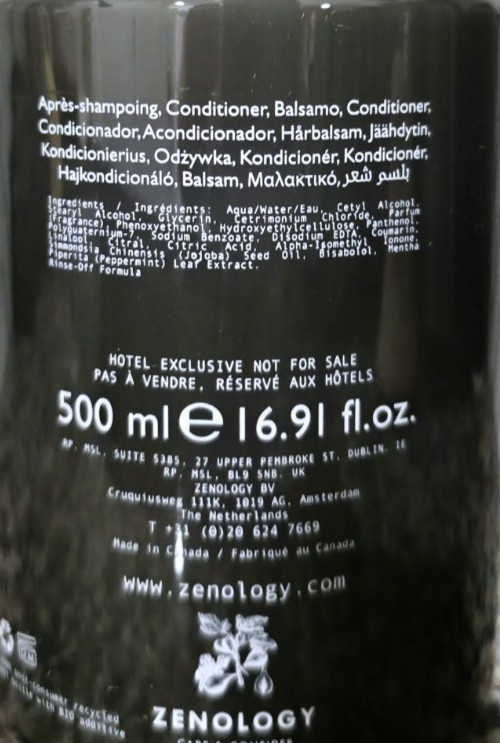 Après-shampoing, Conditioner, Balsamo, Conditioner,
Condicionador, Acondicionador, Hårbalsam, Jäähdytin,
Kondicionierius, Odżywka, Kondicionér, Kondicionér,
Hajkondicionáló, Balsam, Μαλακτικό, بلسم شعر
Ingredients / Ingrédients: Aqua/Water/Eau, Cetyl Alcohol,
Stearyl Alcohol, Glycerin, Cetrimonium Chloride, Parfum
(Fragrance), Phenoxyethanol, Hydroxyethylcellulose, Panthenol,
Polyquaternium-7, Sodium Benzoate, Disodium EDTA, Coumarin,
Linalool, Citral, Citric Acid, Alpha-Isomethyl Ionone,
Simmondsia Chinensis (Jojoba) Seed Oil, Bisabolol, Mentha
Piperita (Peppermint) Leaf Extract.
Rinse-Off Formula
HOTEL EXCLUSIVE NOT FOR SALE
PAS À VENDRE, RÉSERVÉ AUX HÔTELS
500 ml e 16.91 fl.oz.
RP. MSL, SUITE 5385, 27 UPPER PEMBROKE ST. DUBLIN. IE
RP. MSL, BL9 5NB. UK
ZENOLOGY BV
Cruquiusweg 111K, 1019 AG, Amsterdam
The Netherlands
T +31 (0)20 624 7669
Made in Canada / Fabriqué au Canada
www.zenology.com
recycled
with BIO additive
ZENOLOGY